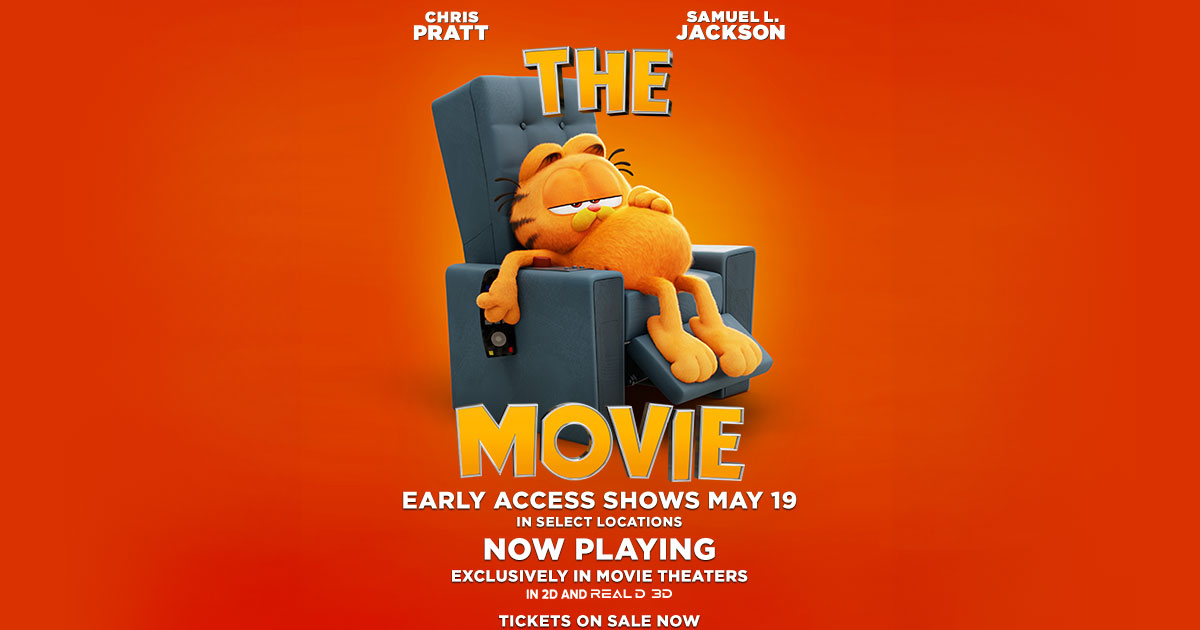 CHRIS
PRATT
SAMUEL L.
JACKSON
THE
MOVIE
EARLY ACCESS SHOWS MAY 19
IN SELECT LOCATIONS
NOW PLAYING
EXCLUSIVELY IN MOVIE THEATERS
IN 2D AND REALD 3D
TICKETS ON SALE NOW